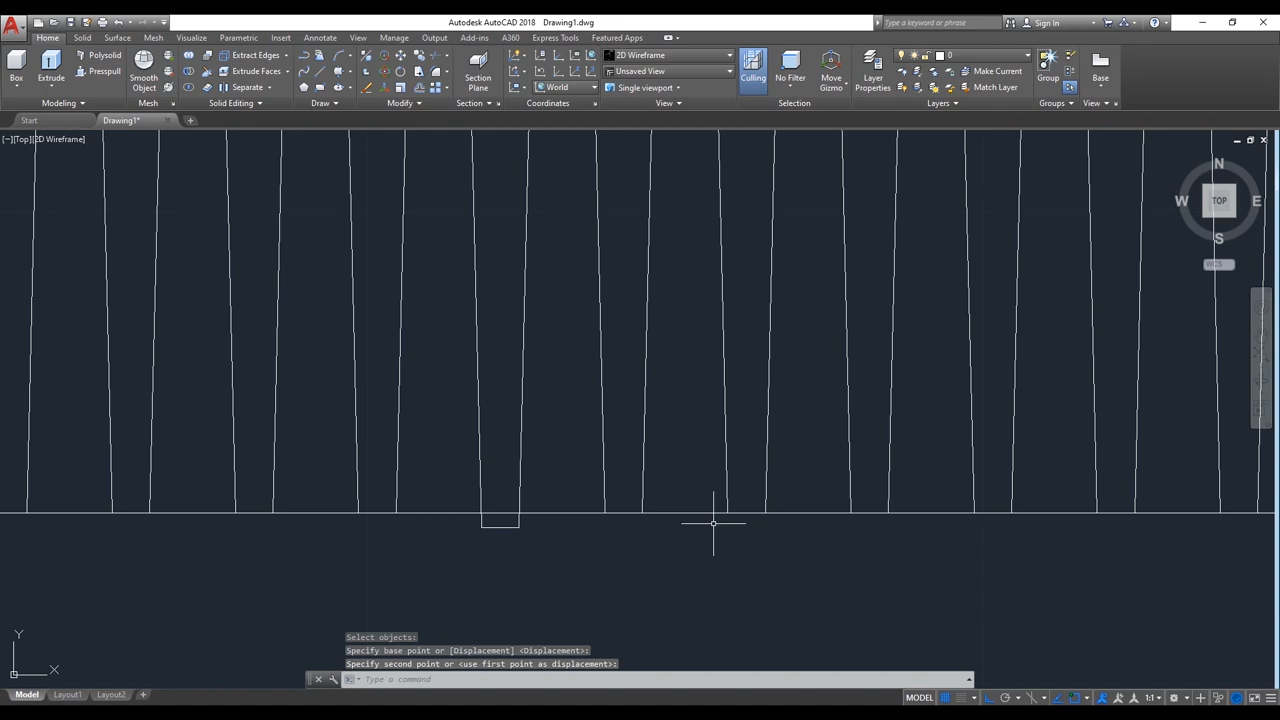 Autodesk AutoCAD 2018 Drawing1.dwg
Type a keyword or phrase
Sign In
Home Solid Surface Mesh Visualize Parametric Insert Annotate View Manage Output Add-ins A360 Express Tools Featured Apps
Polysolid Extract Edges 2D Wireframe 0
Box Extrude Presspull Smooth Object Extrude Faces Section Plane Unsaved View Culling No Filter Move Gizmo Layer Properties Make Current Group Base
Separate World Single viewport Match Layer
Modeling Mesh Solid Editing Draw Modify Section Coordinates View Selection Layers Groups View
Start Drawing1*
[−][Top][2D Wireframe]
N
W TOP E
S
WCS
Select objects:
Specify base point or [Displacement] <Displacement>:
Specify second point or <use first point as displacement>:
Y
X
Type a command
Model Layout1 Layout2
MODEL 1:1